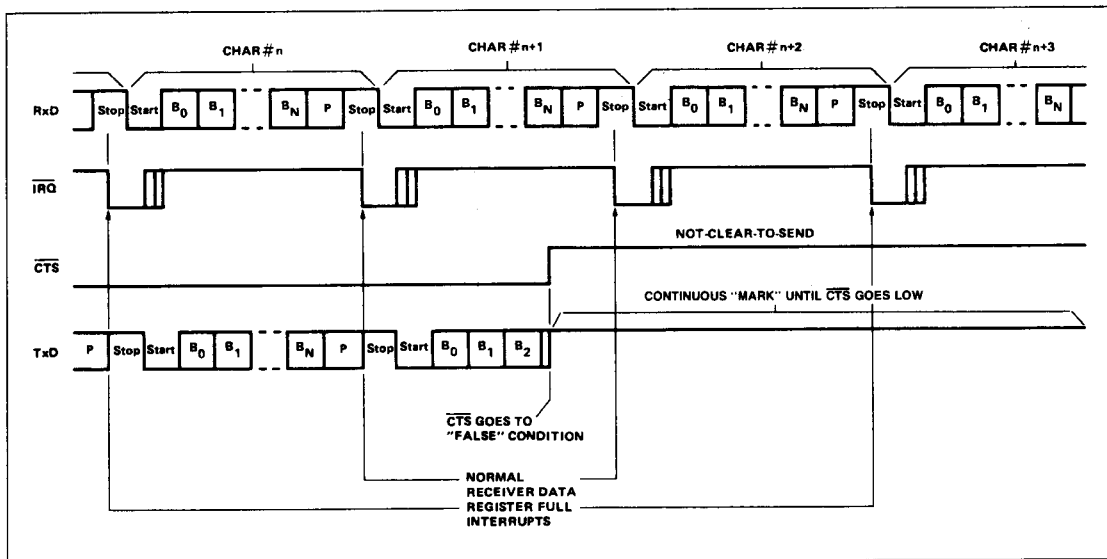 CHAR#n CHAR#n+1 CHAR#n+2 CHAR#n+3
RxD Stop Start B0 B1 BN P Stop Start B0 B1 BN P Stop Start B0 B1 BN P Stop Start B0 B1 BN
IRQ
NOT-CLEAR-TO-SEND
CTS
CONTINUOUS "MARK" UNTIL CTS GOES LOW
TxD P Stop Start B0 B1 BN P Stop Start B0 B1 B2
CTS GOES TO
"FALSE" CONDITION
NORMAL
RECEIVER DATA
REGISTER FULL
INTERRUPTS